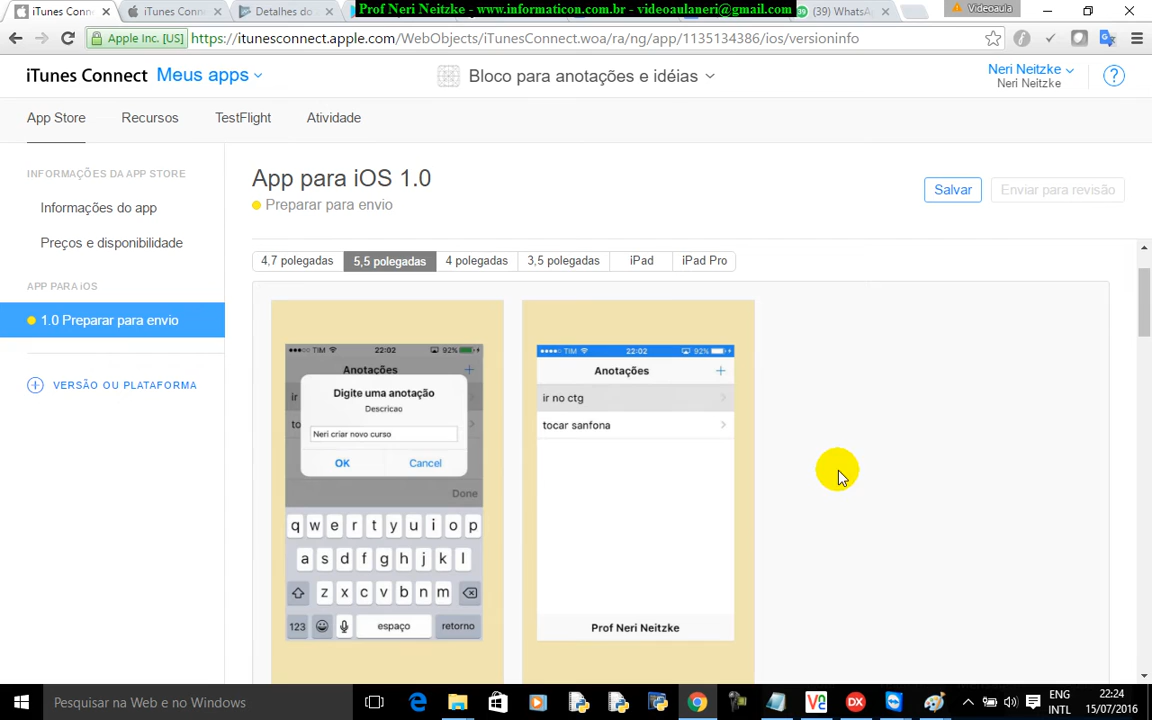 iTunes Conn
iTunes Conn
Detalhes do
Prof Neri Neitzke - www.informaticon.com.br - videoaulaneri@gmail.com
(39) WhatsA
Videoaula
Apple Inc. [US]
https://itunesconnect.apple.com/WebObjects/iTunesConnect.woa/ra/ng/app/1135134386/ios/versioninfo
iTunes Connect Meus apps
Bloco para anotações e idéias
Neri Neitzke
Neri Neitzke
?
App Store Recursos TestFlight Atividade
INFORMAÇÕES DA APP STORE
Informações do app
Preços e disponibilidade
APP PARA iOS
1.0 Preparar para envio
VERSÃO OU PLATAFORMA
App para iOS 1.0
Preparar para envio
Salvar
Enviar para revisão
4,7 polegadas 5,5 polegadas 4 polegadas 3,5 polegadas iPad iPad Pro
TIM 22:02 92%
Anotações +
ir
to
Digite uma anotação
Descricao
Neri criar novo curso
OK Cancel
Done
q w e r t y u i o p
a s d f g h j k l
z x c v b n m
123 espaço retorno
TIM 22:02 92%
Anotações +
ir no ctg
tocar sanfona
Prof Neri Neitzke
Pesquisar na Web e no Windows
ENG
INTL
22:24
15/07/2016